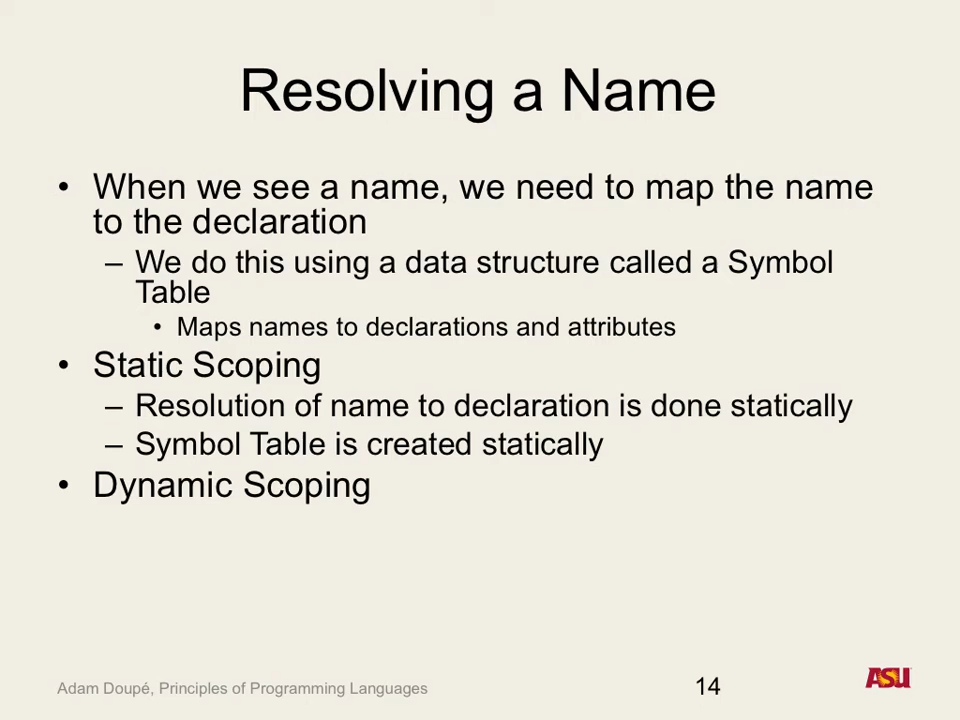 Resolving a Name
• When we see a name, we need to map the name
to the declaration
– We do this using a data structure called a Symbol
Table
• Maps names to declarations and attributes
• Static Scoping
– Resolution of name to declaration is done statically
– Symbol Table is created statically
• Dynamic Scoping
Adam Doupé, Principles of Programming Languages
14
ASU